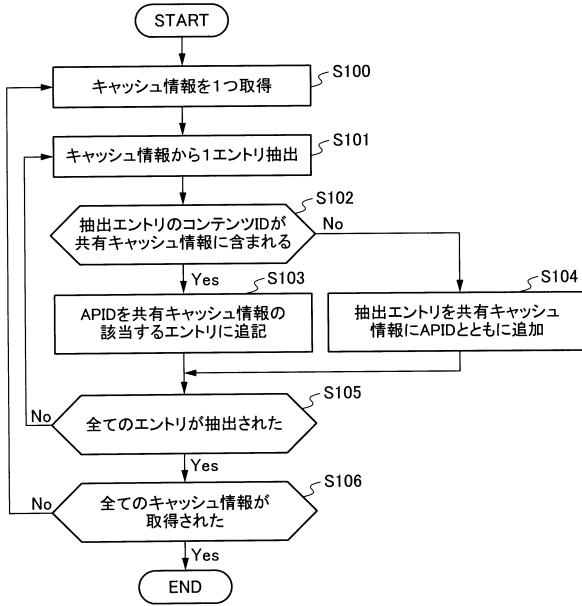 START
キャッシュ情報を1つ取得
S100
キャッシュ情報から1エントリ抽出
S101
S102
抽出エントリのコンテンツIDが
共有キャッシュ情報に含まれる
No
Yes
S103
APIDを共有キャッシュ情報の
該当するエントリに追記
S104
抽出エントリを共有キャッシュ
情報にAPIDとともに追加
S105
全てのエントリが抽出された
No
Yes
S106
全てのキャッシュ情報が
取得された
No
Yes
END